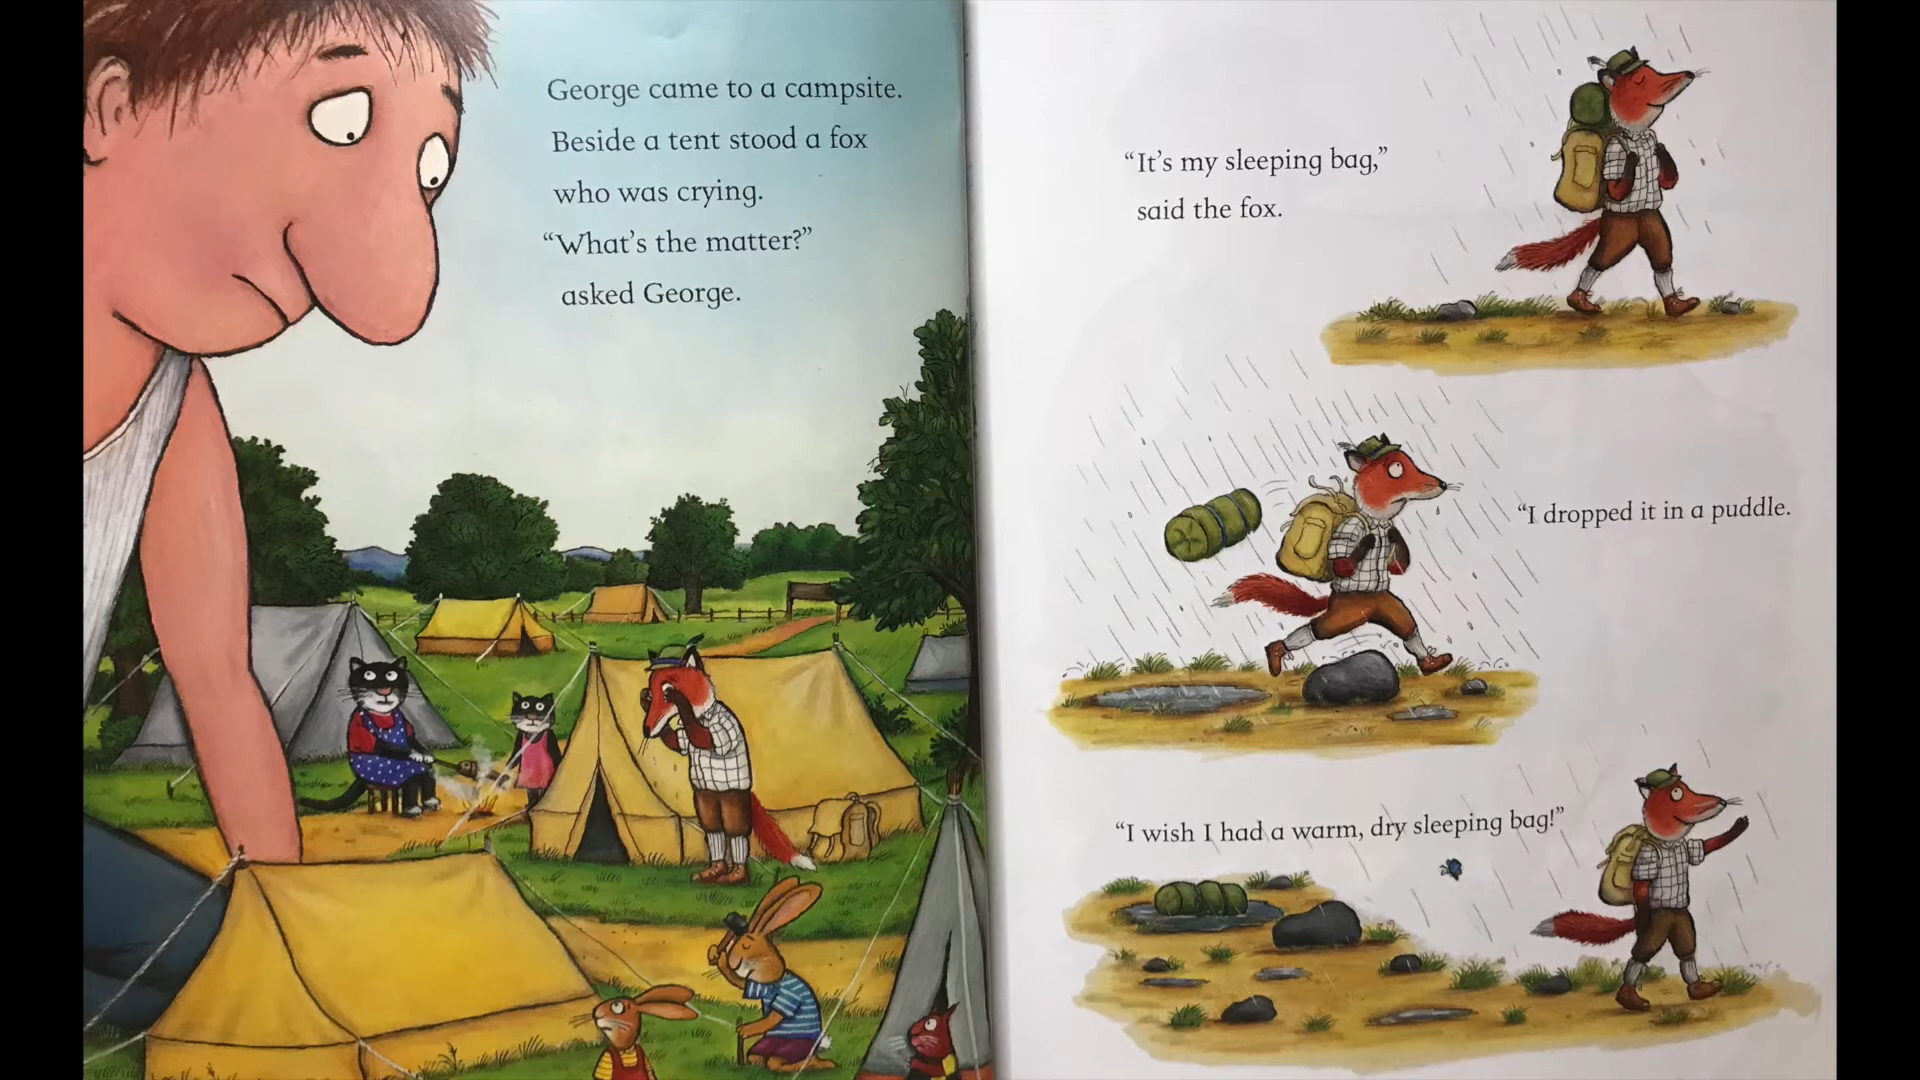 George came to a campsite.
Beside a tent stood a fox
who was crying.
“What’s the matter?”
asked George.
“It’s my sleeping bag,”
said the fox.
“I dropped it in a puddle.
“I wish I had a warm, dry sleeping bag!”